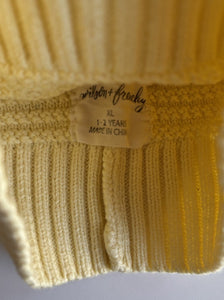 wilson + frenchy
XL
1-2 YEARS
MADE IN CHINA